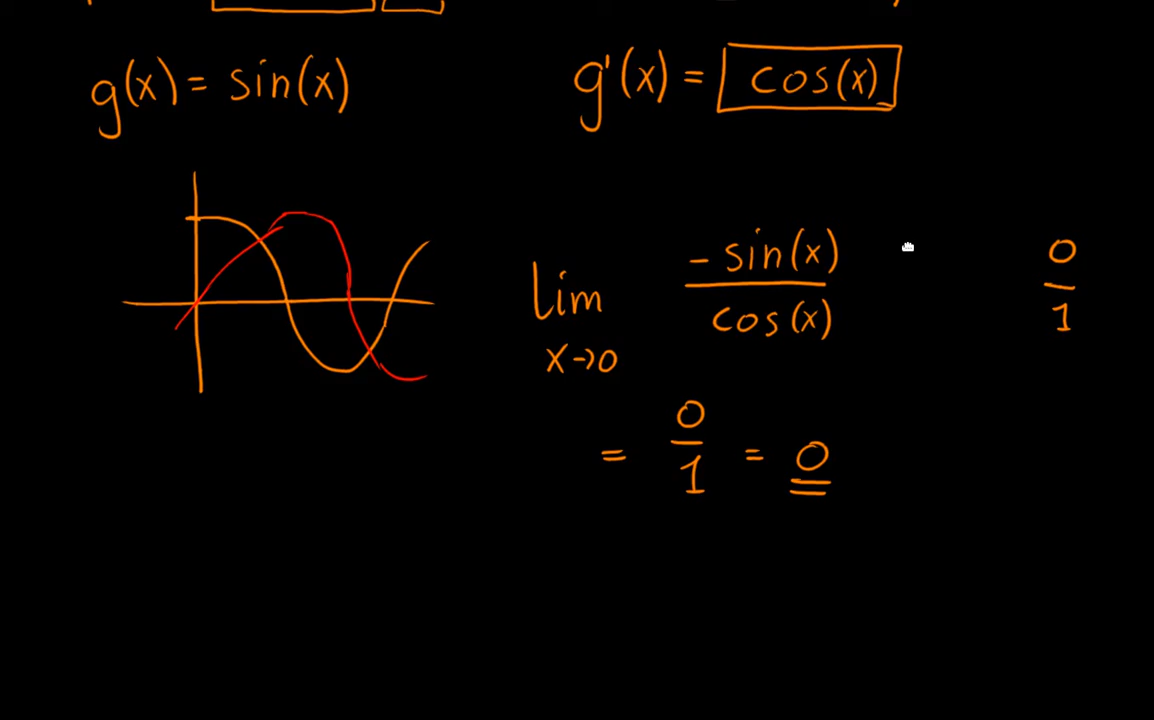 g(x) = sin(x)
g'(x) = cos(x)
lim x→0 -sin(x) / cos(x)
0 / 1
= 0 / 1 = 0